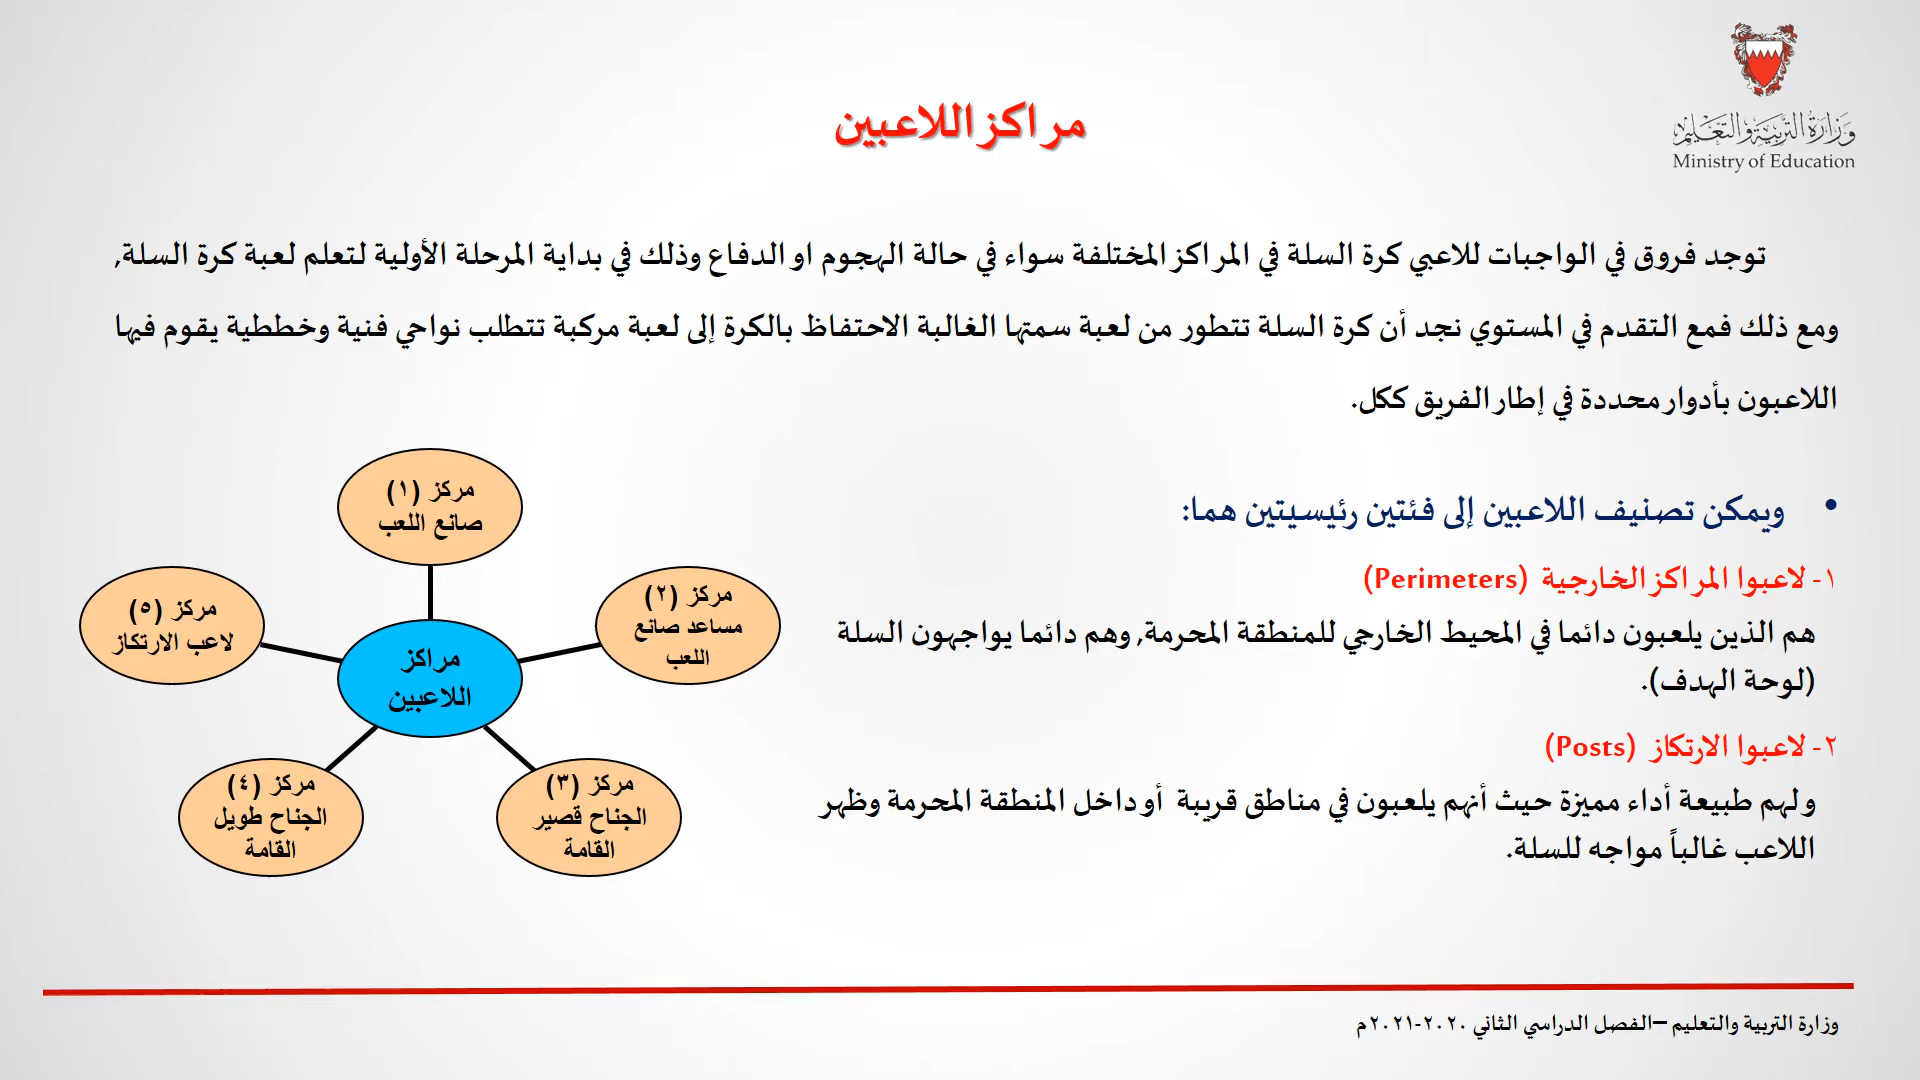 وزارة التربية والتعليم
Ministry of Education
مراكز اللاعبين
توجد فروق في الواجبات للاعبي كرة السلة في المراكز المختلفة سواء في حالة الهجوم او الدفاع وذلك في بداية المرحلة الأولية لتعلم لعبة كرة السلة,
ومع ذلك فمع التقدم في المستوي نجد أن كرة السلة تتطور من لعبة سمتها الغالبة الاحتفاظ بالكرة إلى لعبة مركبة تتطلب نواحي فنية وخططية يقوم فيها
اللاعبون بأدوار محددة في إطار الفريق ككل.
• ويمكن تصنيف اللاعبين إلى فئتين رئيسيتين هما:
١- لاعبوا المراكز الخارجية (Perimeters)
هم الذين يلعبون دائما في المحيط الخارجي للمنطقة المحرمة, وهم دائما يواجهون السلة
(لوحة الهدف).
٢- لاعبوا الارتكاز (Posts)
ولهم طبيعة أداء مميزة حيث أنهم يلعبون في مناطق قريبة أو داخل المنطقة المحرمة وظهر
اللاعب غالباً مواجه للسلة.
مركز (١)
صانع اللعب
مركز (٢)
مساعد صانع
اللعب
مركز (٣)
الجناح قصير
القامة
مركز (٤)
الجناح طويل
القامة
مركز (٥)
لاعب الارتكاز
مراكز
اللاعبين
وزارة التربية والتعليم –الفصل الدراسي الثاني ٢٠٢٠-٢٠٢١م